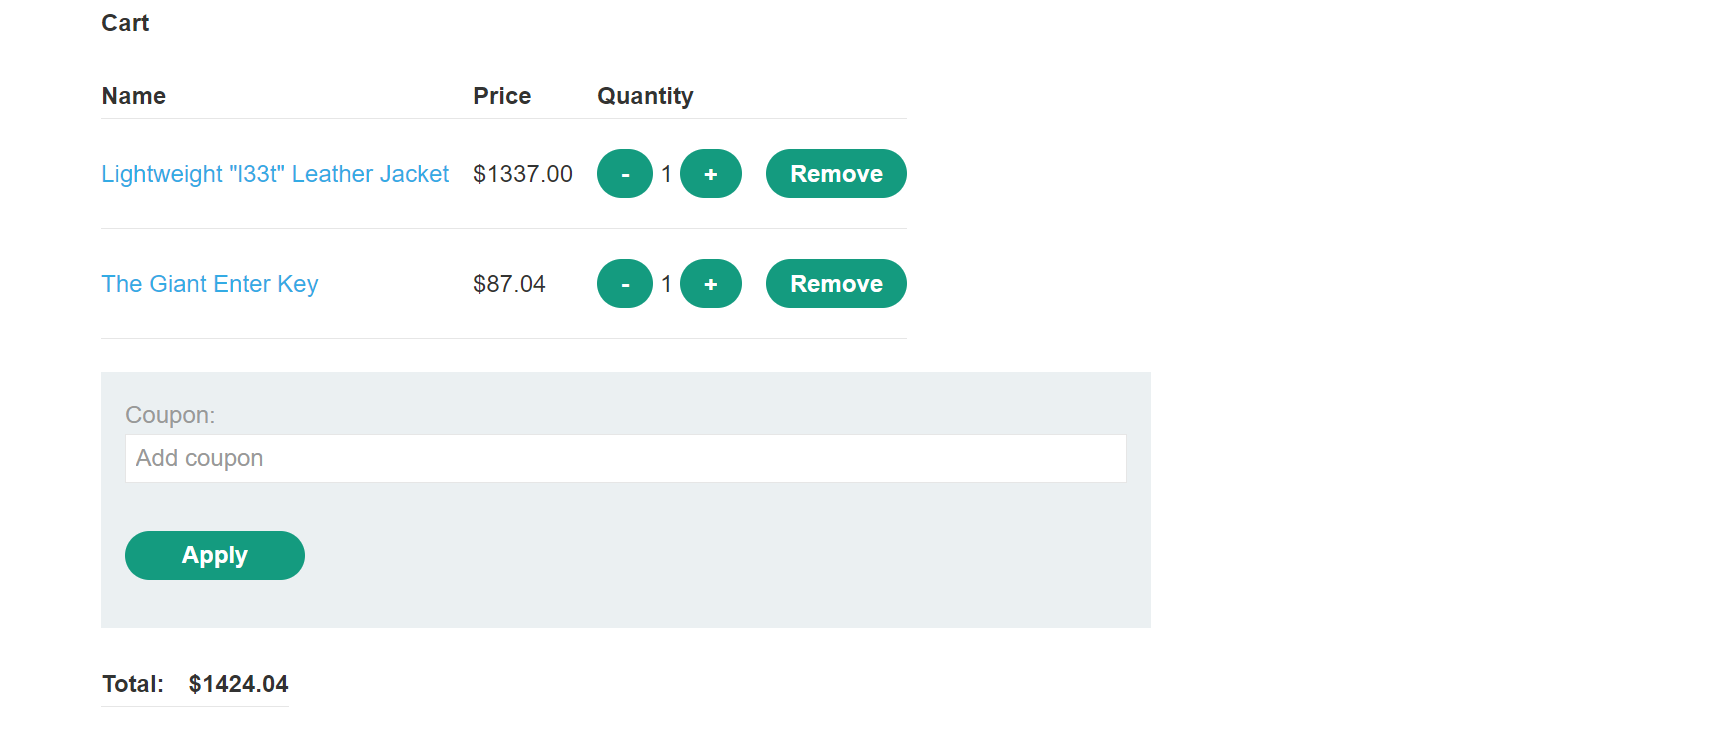 Cart
Name Price Quantity
Lightweight "l33t" Leather Jacket $1337.00 - 1 + Remove
The Giant Enter Key $87.04 - 1 + Remove
Coupon:
Add coupon
Apply
Total: $1424.04